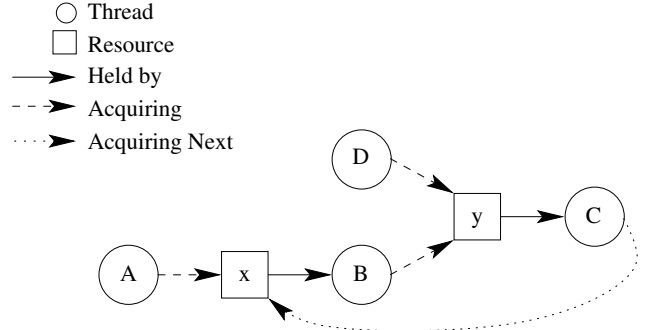 Thread
Resource
Held by
Acquiring
Acquiring Next
D
y
C
A
x
B